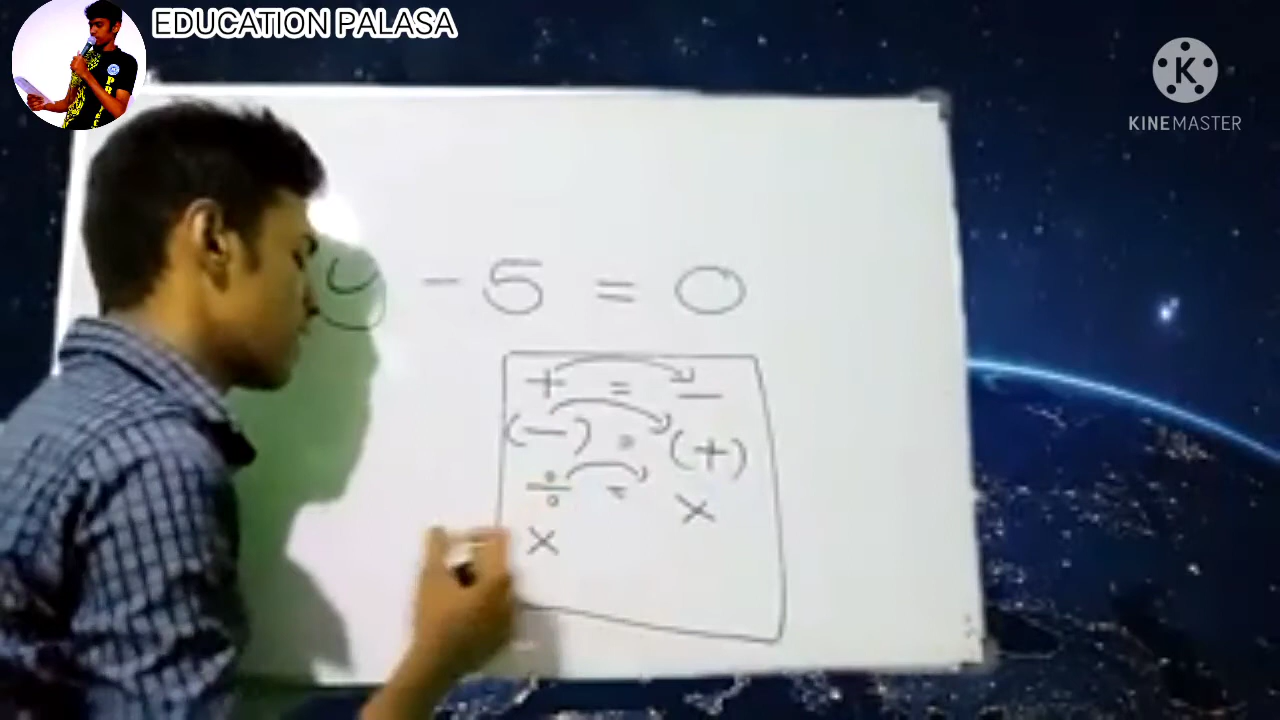 EDUCATION PALASA
KINEMASTER
y - 5 = 0
+ = -
(-) = (+)
÷ = ×
×